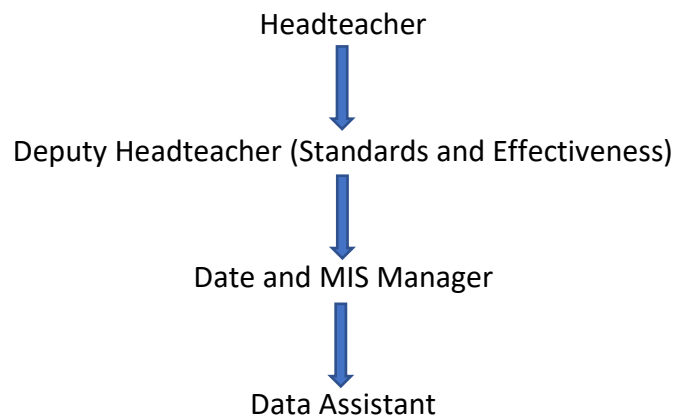 Headteacher
Deputy Headteacher (Standards and Effectiveness)
Date and MIS Manager
Data Assistant